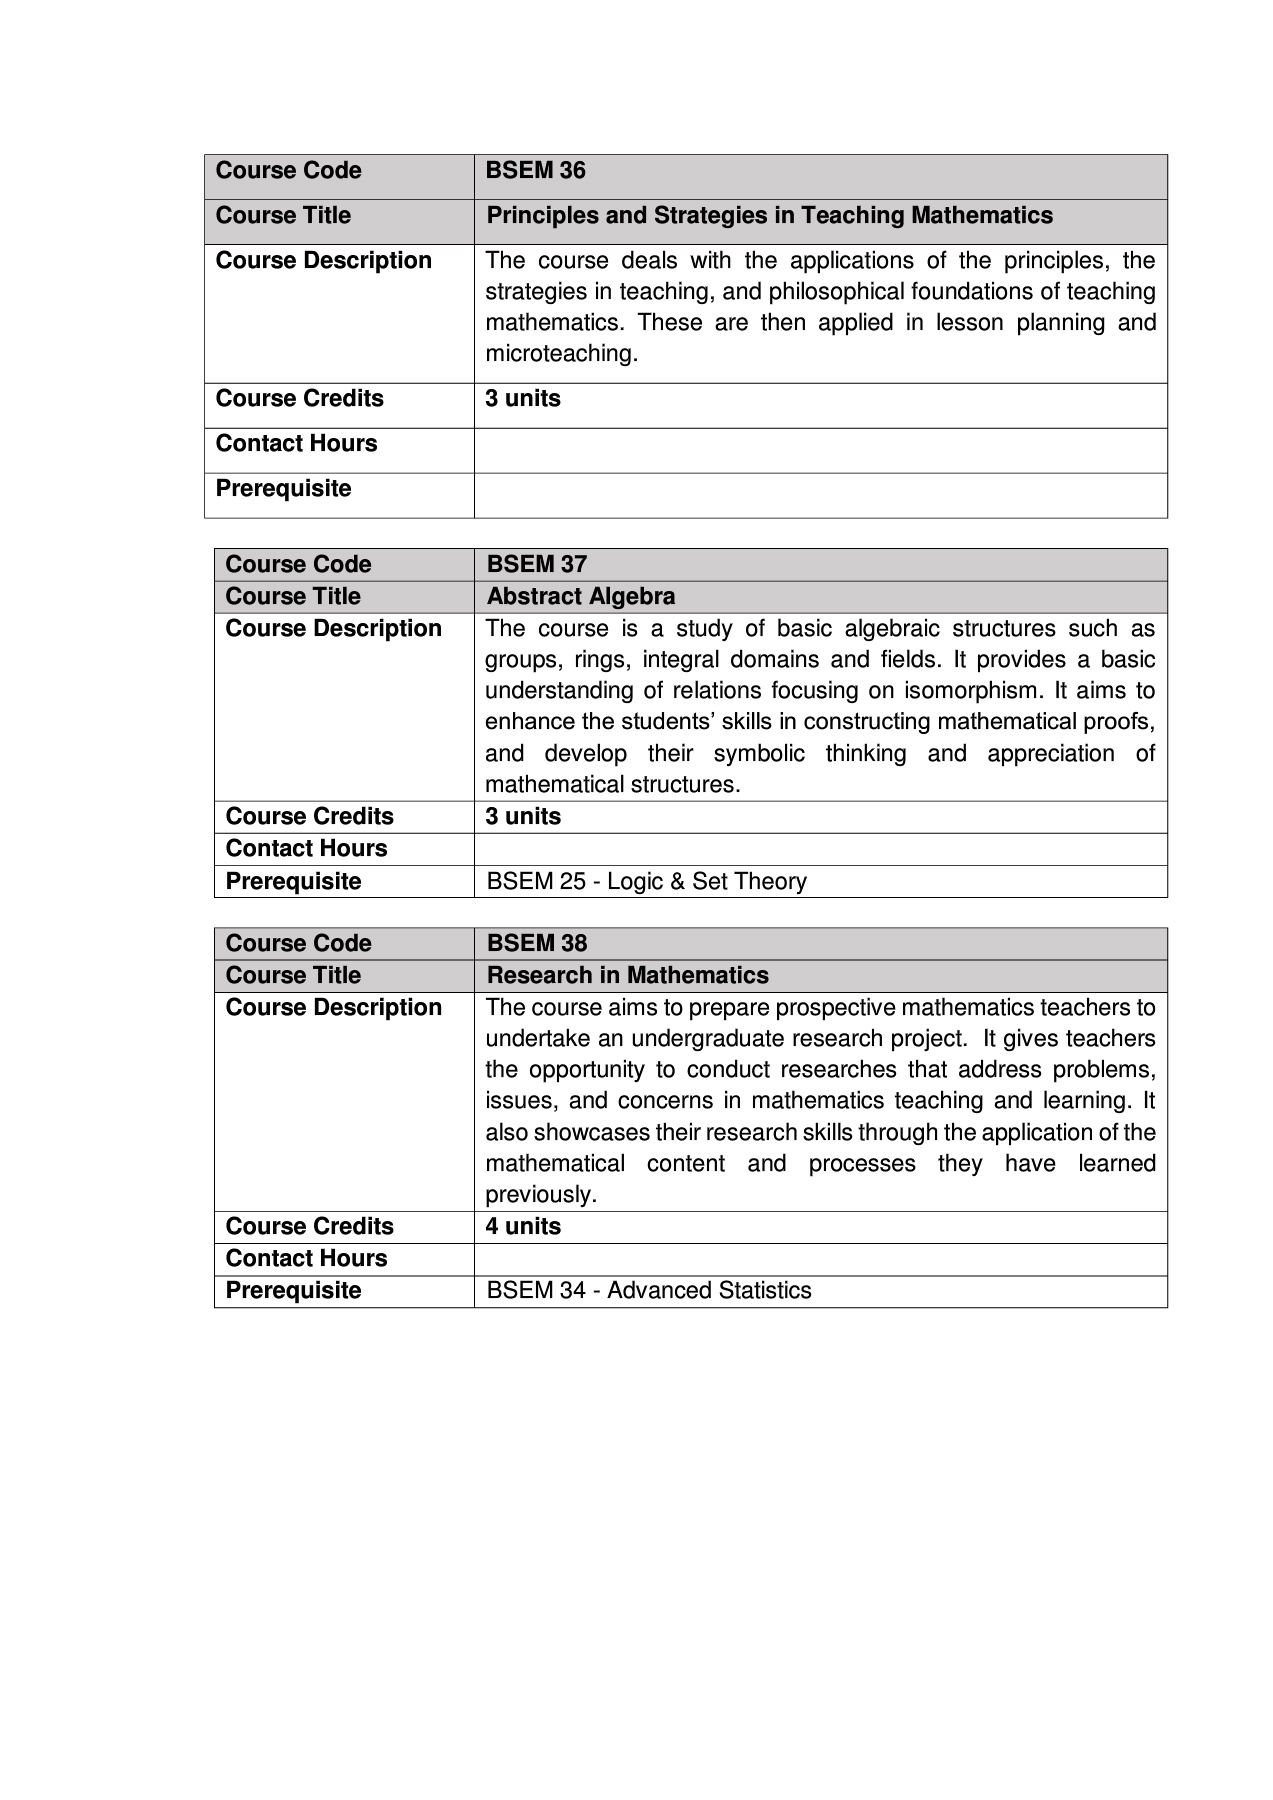 Course Code BSEM 36
Course Title Principles and Strategies in Teaching Mathematics
Course Description The course deals with the applications of the principles, the
strategies in teaching, and philosophical foundations of teaching
mathematics. These are then applied in lesson planning and
microteaching.
Course Credits 3 units
Contact Hours
Prerequisite
Course Code BSEM 37
Course Title Abstract Algebra
Course Description The course is a study of basic algebraic structures such as
groups, rings, integral domains and fields. It provides a basic
understanding of relations focusing on isomorphism. It aims to
enhance the students’ skills in constructing mathematical proofs,
and develop their symbolic thinking and appreciation of
mathematical structures.
Course Credits 3 units
Contact Hours
Prerequisite BSEM 25 - Logic & Set Theory
Course Code BSEM 38
Course Title Research in Mathematics
Course Description The course aims to prepare prospective mathematics teachers to
undertake an undergraduate research project.  It gives teachers
the opportunity to conduct researches that address problems,
issues, and concerns in mathematics teaching and learning. It
also showcases their research skills through the application of the
mathematical content and processes they have learned
previously.
Course Credits 4 units
Contact Hours
Prerequisite BSEM 34 - Advanced Statistics